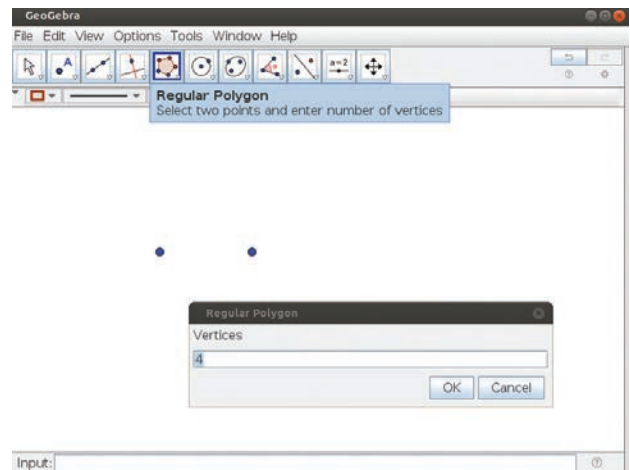 GeoGebra
File Edit View Options Tools Window Help
a=2
Regular Polygon
Select two points and enter number of vertices
Regular Polygon
Vertices
4
OK Cancel
Input: